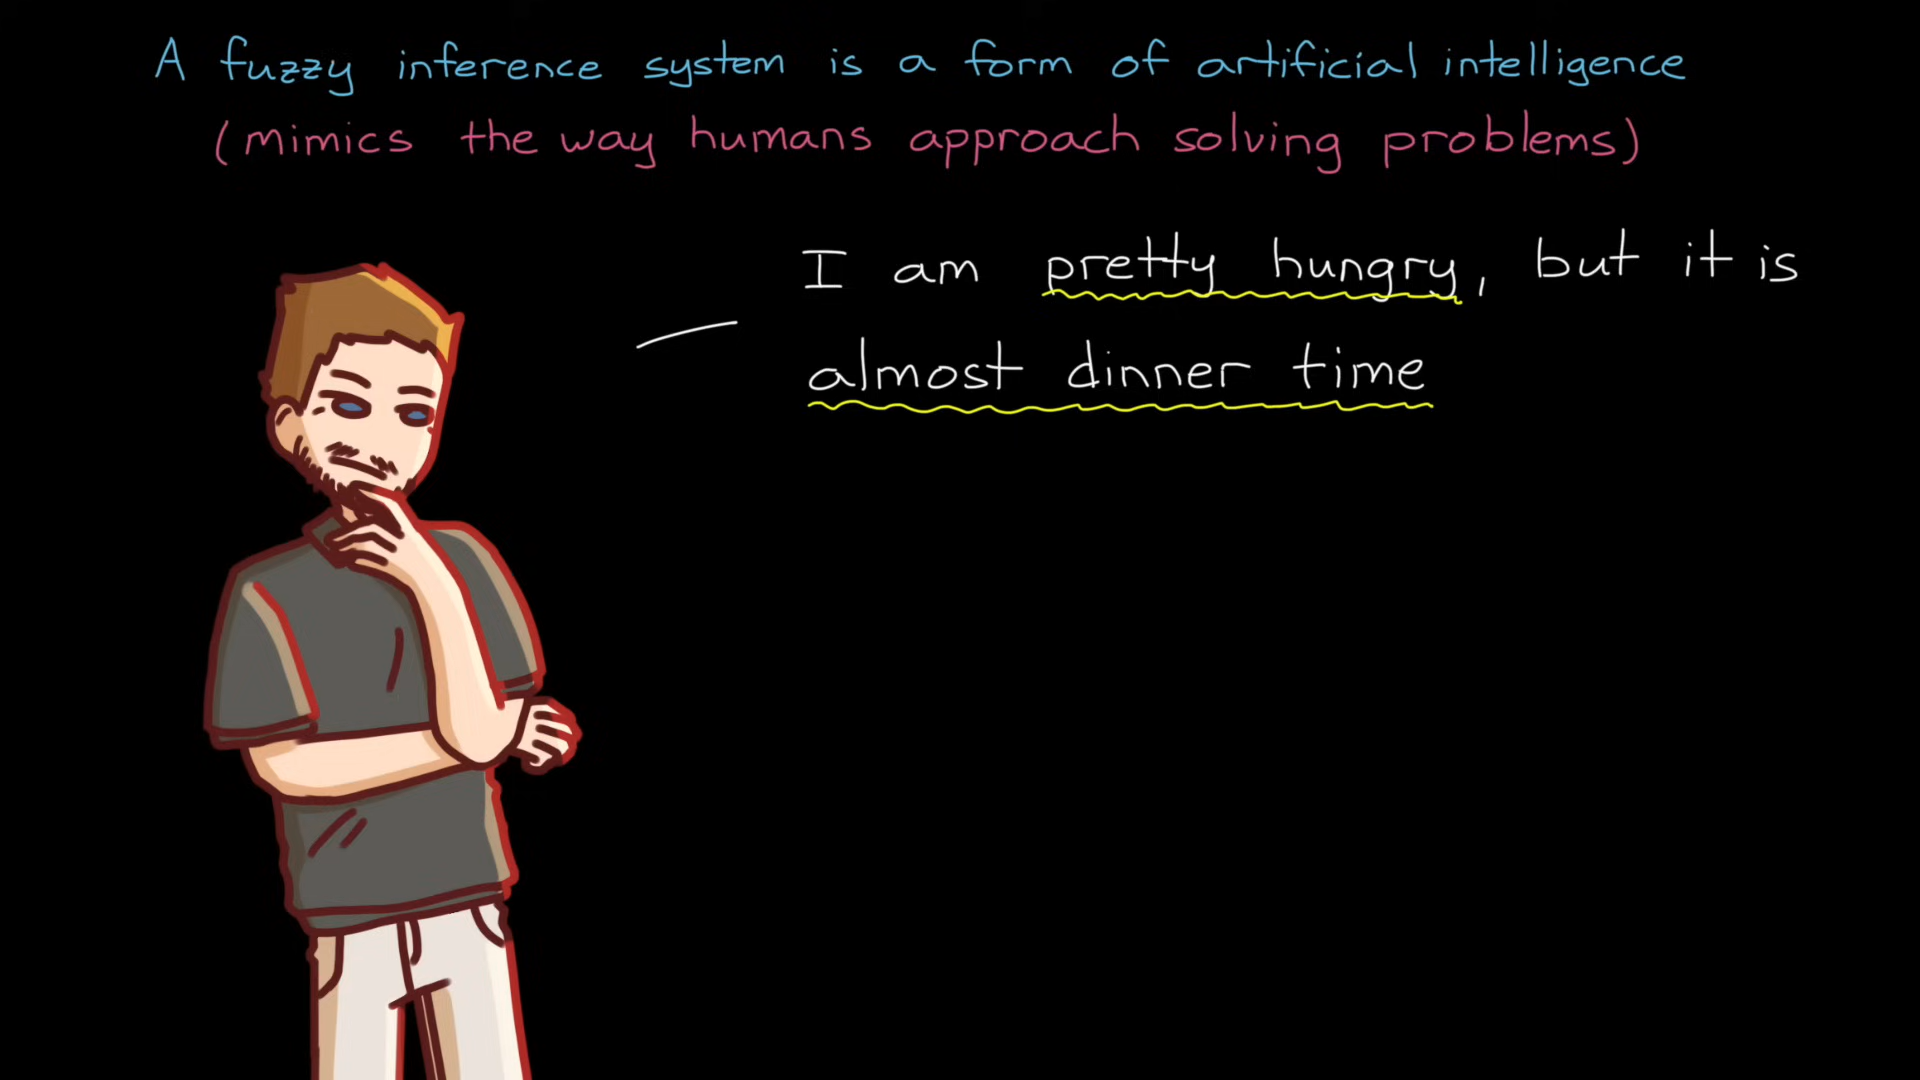 A fuzzy inference system is a form of artificial intelligence
(mimics the way humans approach solving problems)
I am pretty hungry, but it is
almost dinner time